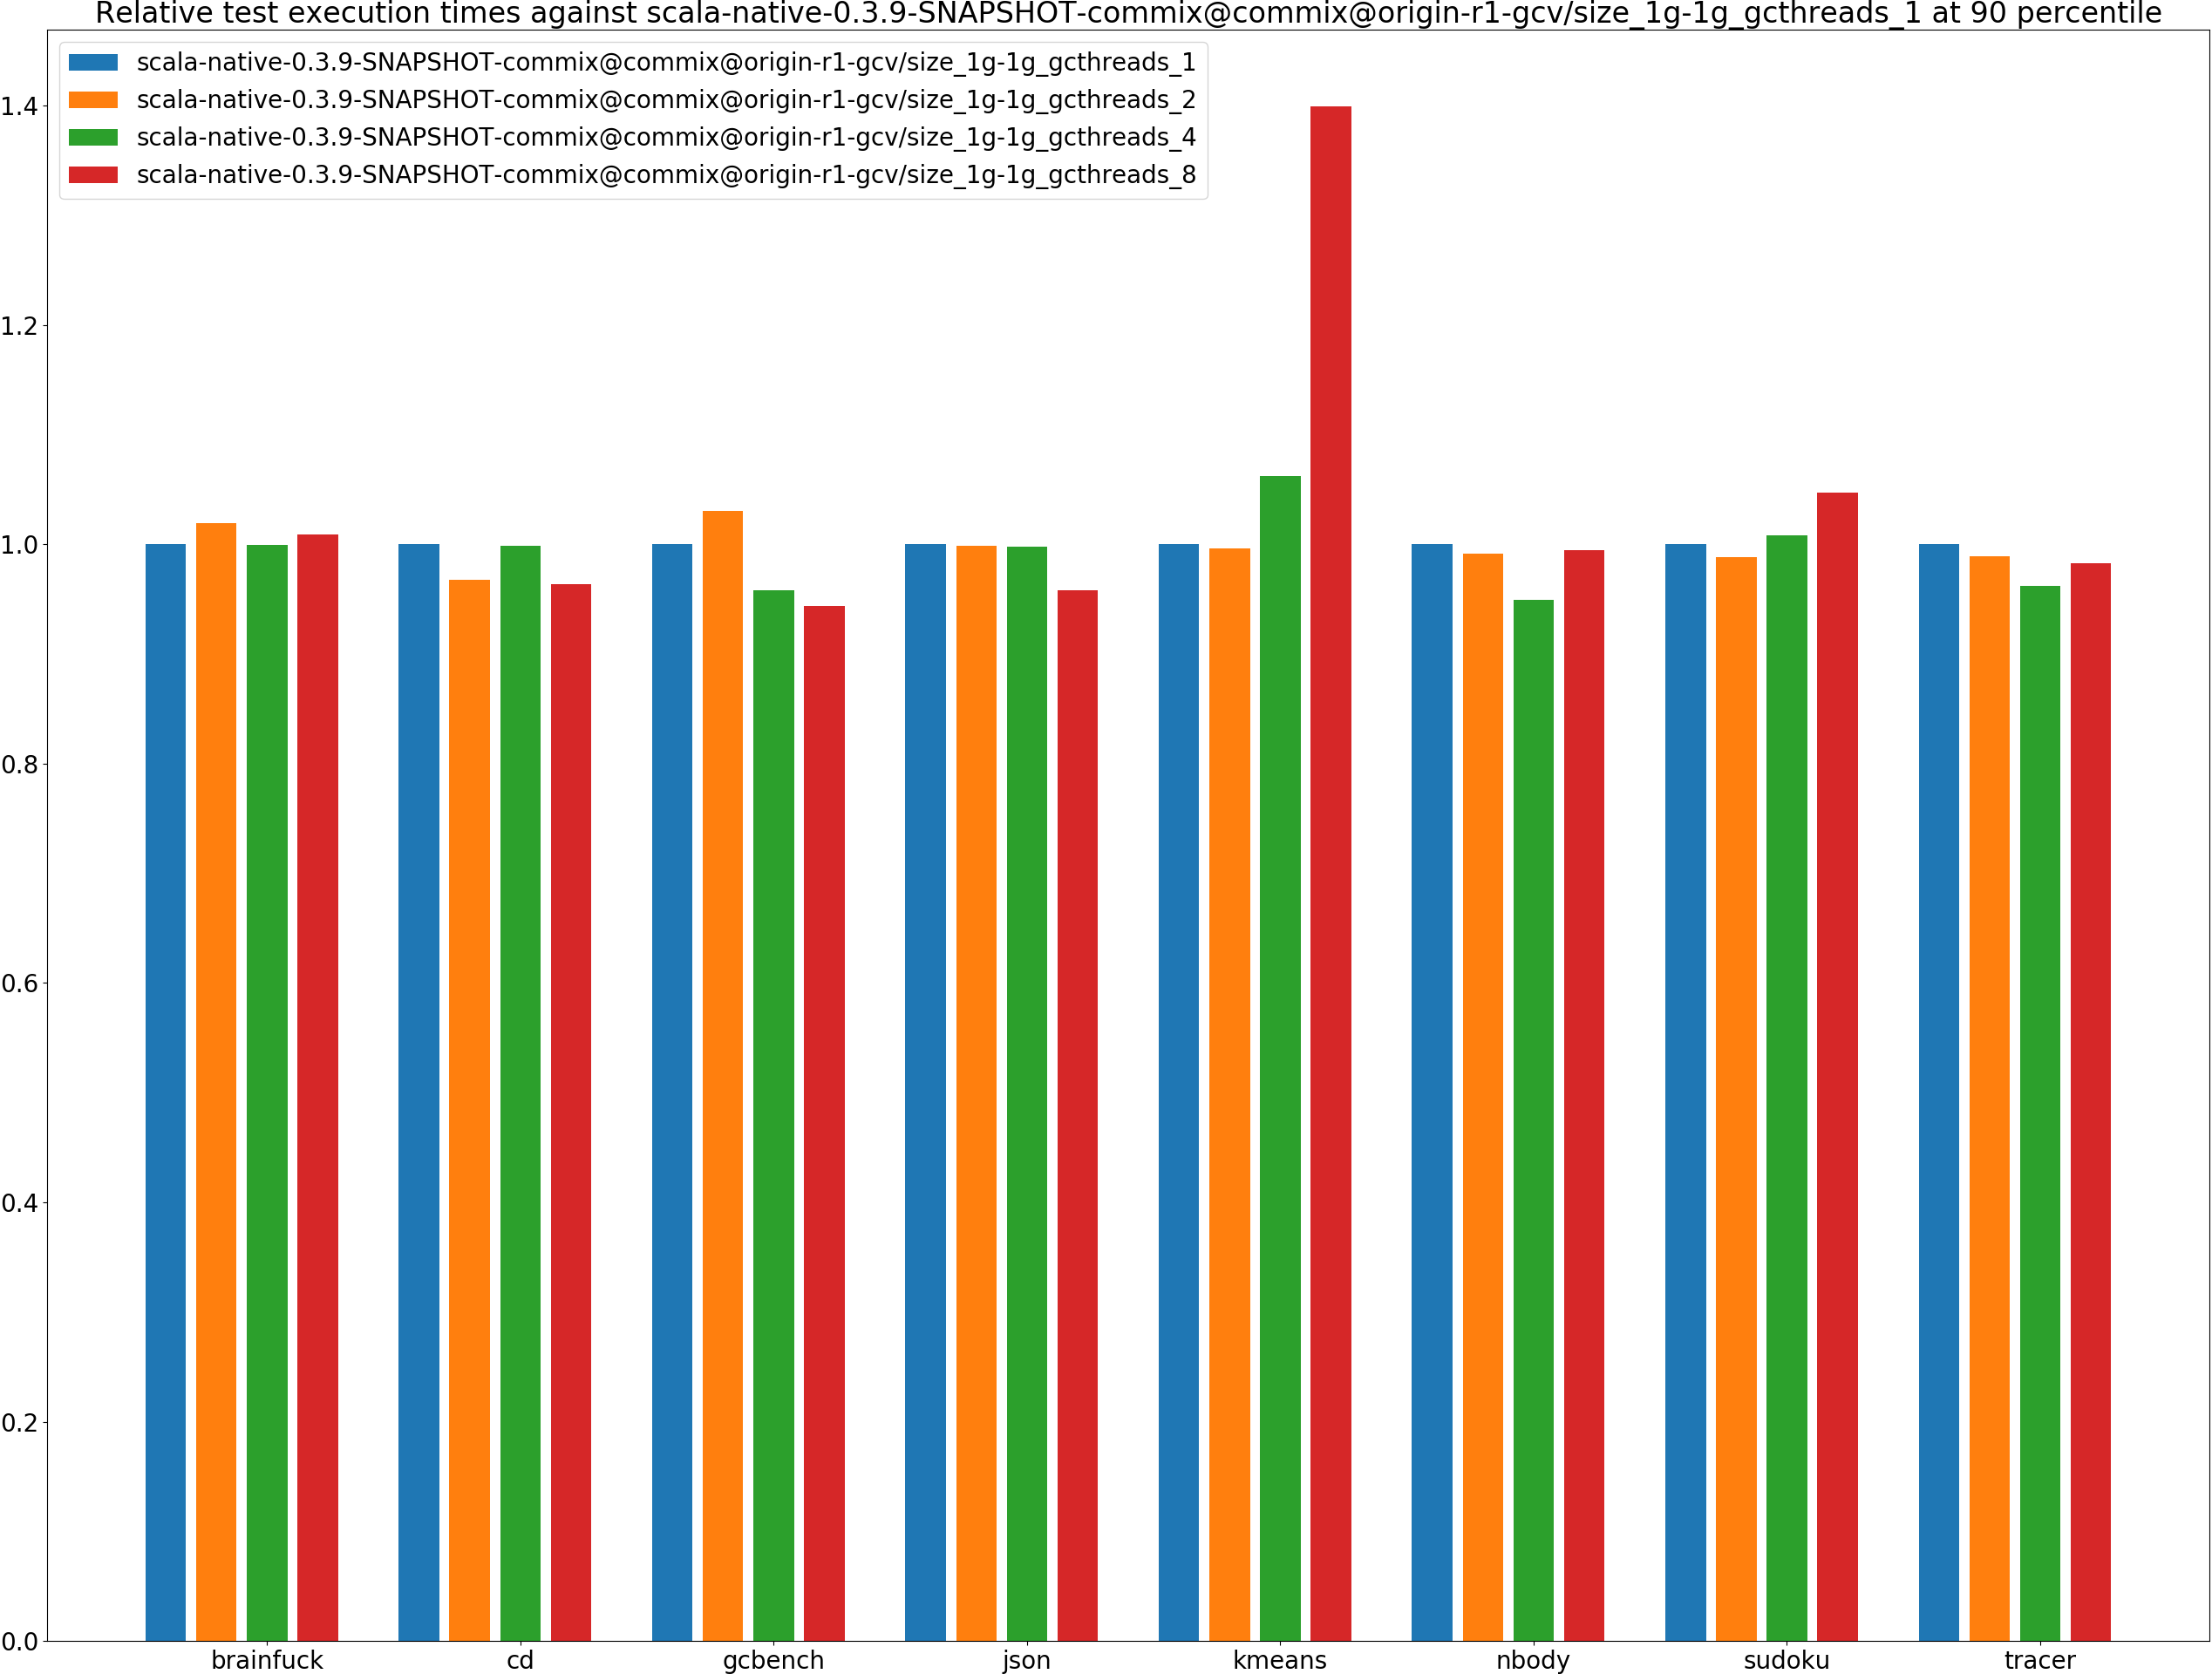 Relative test execution times against scala-native-0.3.9-SNAPSHOT-commix@commix@origin-r1-gcv/size_1g-1g_gcthreads_1 at 90 percentile
scala-native-0.3.9-SNAPSHOT-commix@commix@origin-r1-gcv/size_1g-1g_gcthreads_1
scala-native-0.3.9-SNAPSHOT-commix@commix@origin-r1-gcv/size_1g-1g_gcthreads_2
scala-native-0.3.9-SNAPSHOT-commix@commix@origin-r1-gcv/size_1g-1g_gcthreads_4
scala-native-0.3.9-SNAPSHOT-commix@commix@origin-r1-gcv/size_1g-1g_gcthreads_8
1.4
1.2
1.0
0.8
0.6
0.4
0.2
0.0
brainfuck cd gcbench json kmeans nbody sudoku tracer